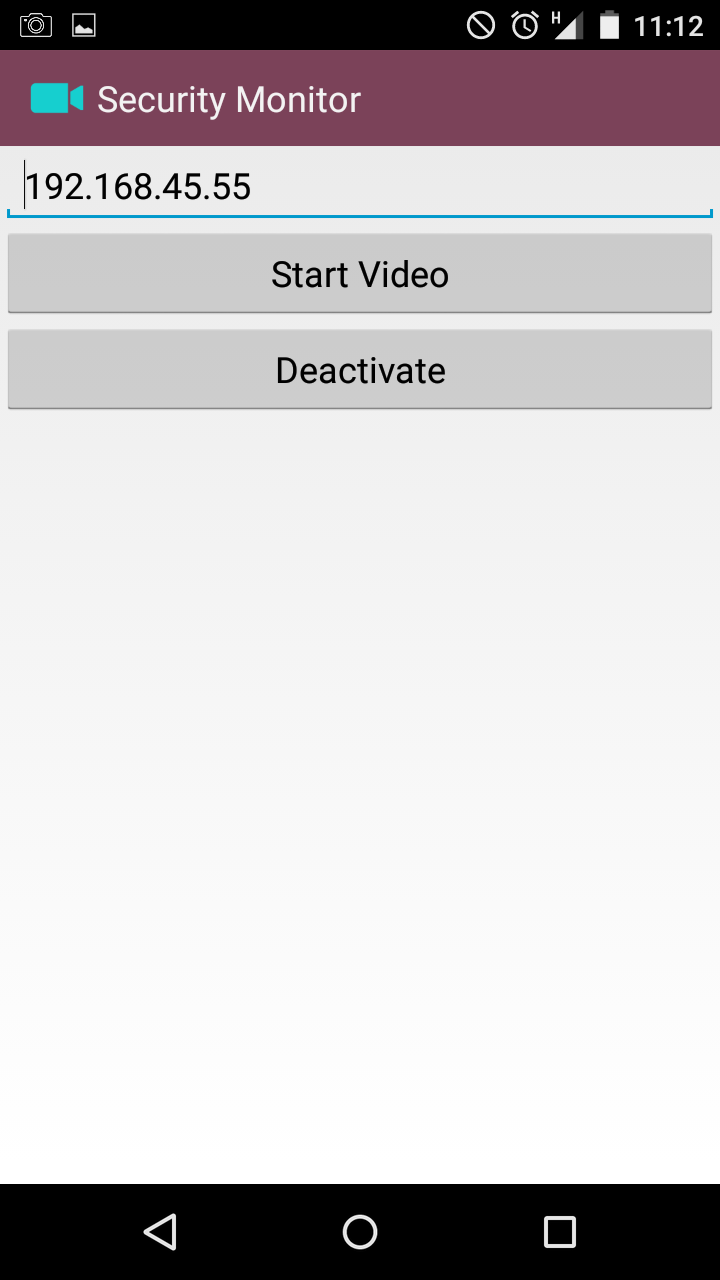 H 11:12
Security Monitor
192.168.45.55
Start Video
Deactivate